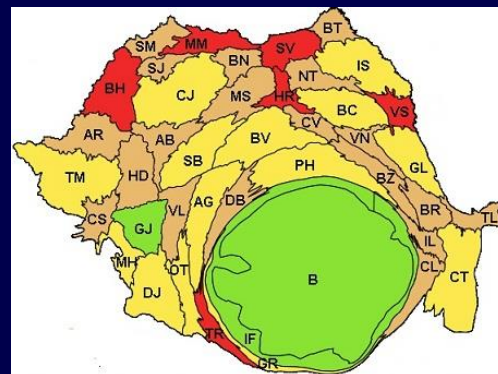 BT
SM
MM
SV
SJ
BN
IS
BH
CJ
NT
MS
HR
BC
VS
AR
AB
CV
VN
SB
BV
PH
GL
TM
HD
BZ
CS
GJ
VL
AG
DB
BR
TL
IL
MH
OT
B
CL
CT
DJ
TR
IF
GR